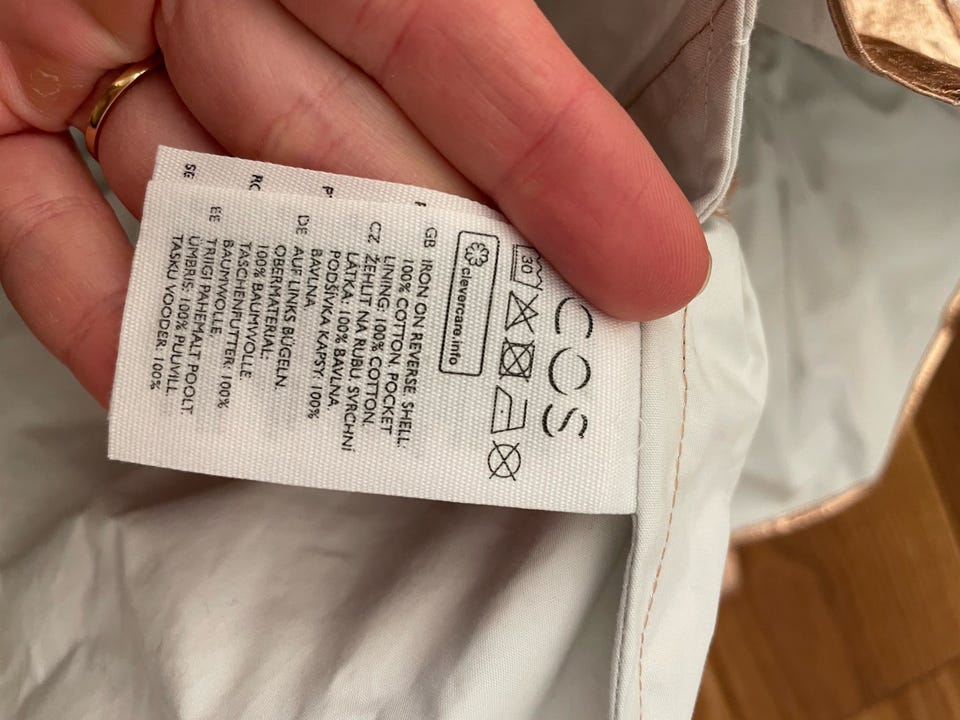 COS
30
clevercare.info
GB IRON ON REVERSE. SHELL:
100% COTTON. POCKET
LINING: 100% COTTON.
CZ ŽEHLIT NA RUBU. SVRCHNÍ
LÁTKA: 100% BAVLNA.
PODŠÍVKA KAPSY: 100%
BAVLNA.
DE AUF LINKS BÜGELN.
OBERMATERIAL:
100% BAUMWOLLE.
TASCHENFUTTER: 100%
BAUMWOLLE.
EE TRIIGI PAHEMALT POOLT.
ÜMBRIS: 100% PUUVILL.
TASKU VOODER: 100%
SE